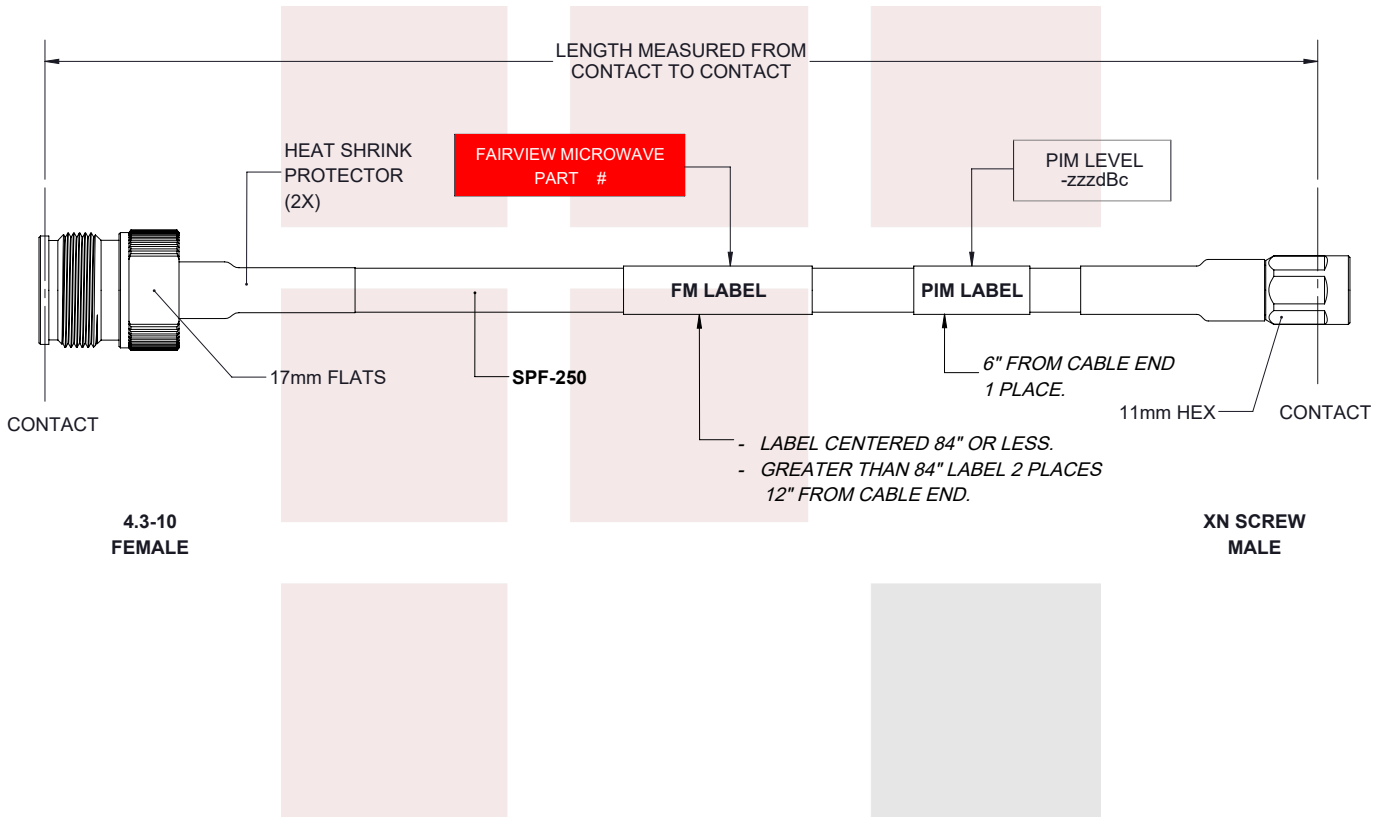 LENGTH MEASURED FROM
CONTACT TO CONTACT
HEAT SHRINK
PROTECTOR
(2X)
FAIRVIEW MICROWAVE
PART #
PIM LEVEL
-zzzdBc
FM LABEL
PIM LABEL
17mm FLATS
SPF-250
6" FROM CABLE END
1 PLACE.
11mm HEX
CONTACT
CONTACT
- LABEL CENTERED 84" OR LESS.
- GREATER THAN 84" LABEL 2 PLACES
12" FROM CABLE END.
4.3-10
FEMALE
XN SCREW
MALE